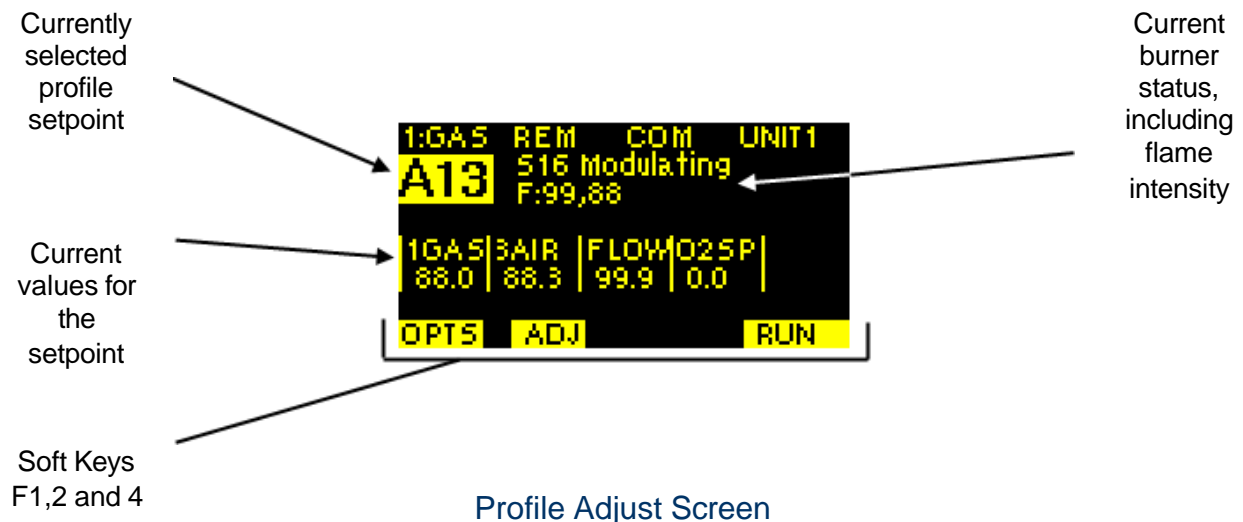 Currently
selected
profile
setpoint
Current
burner
status,
including
flame
intensity
1:GAS REM COM UNIT1
A13 S16 Modulating
F:99,88
Current
values for
the
setpoint
1GAS 3AIR FLOW O2SP
88.0 88.3 99.9 0.0
OPTS ADJ RUN
Soft Keys
F1,2 and 4
Profile Adjust Screen